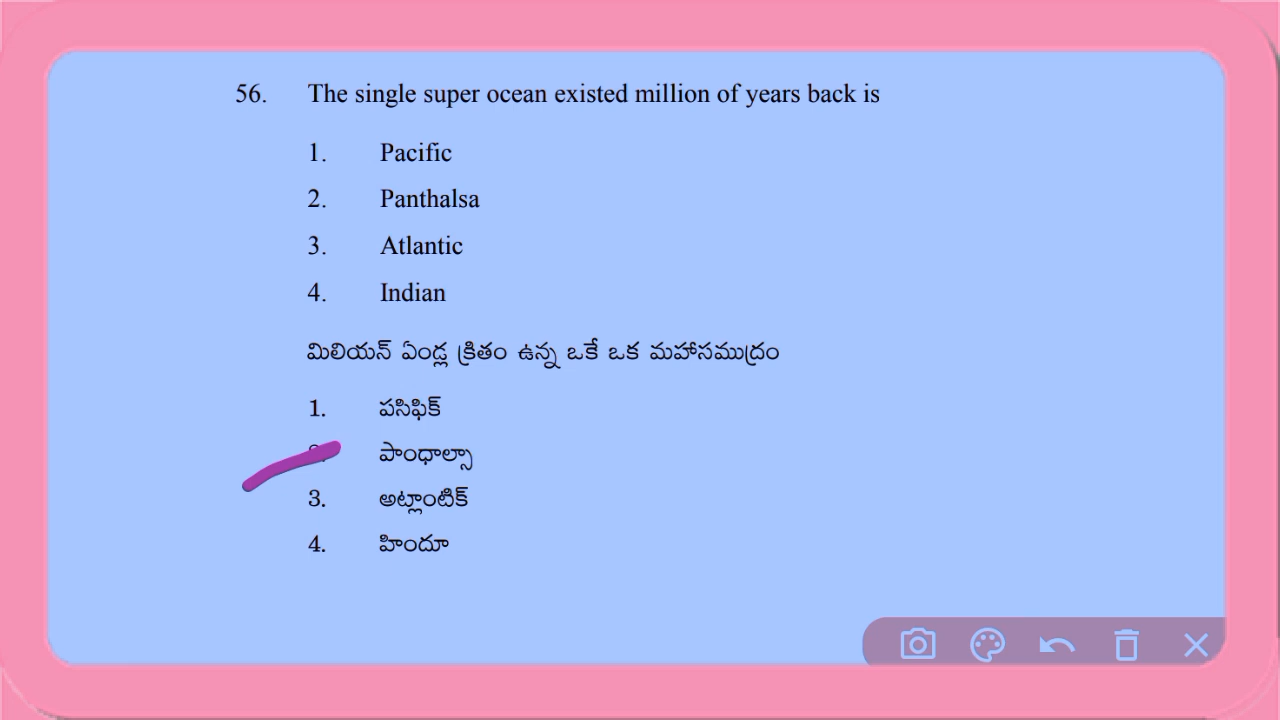 56. The single super ocean existed million of years back is
1. Pacific
2. Panthalsa
3. Atlantic
4. Indian
మిలియన్ ఏండ్ల క్రితం ఉన్న ఒకే ఒక మహాసముద్రం
1. పసిఫిక్
పాంధాల్సా
3. అట్లాంటిక్
4. హిందూ